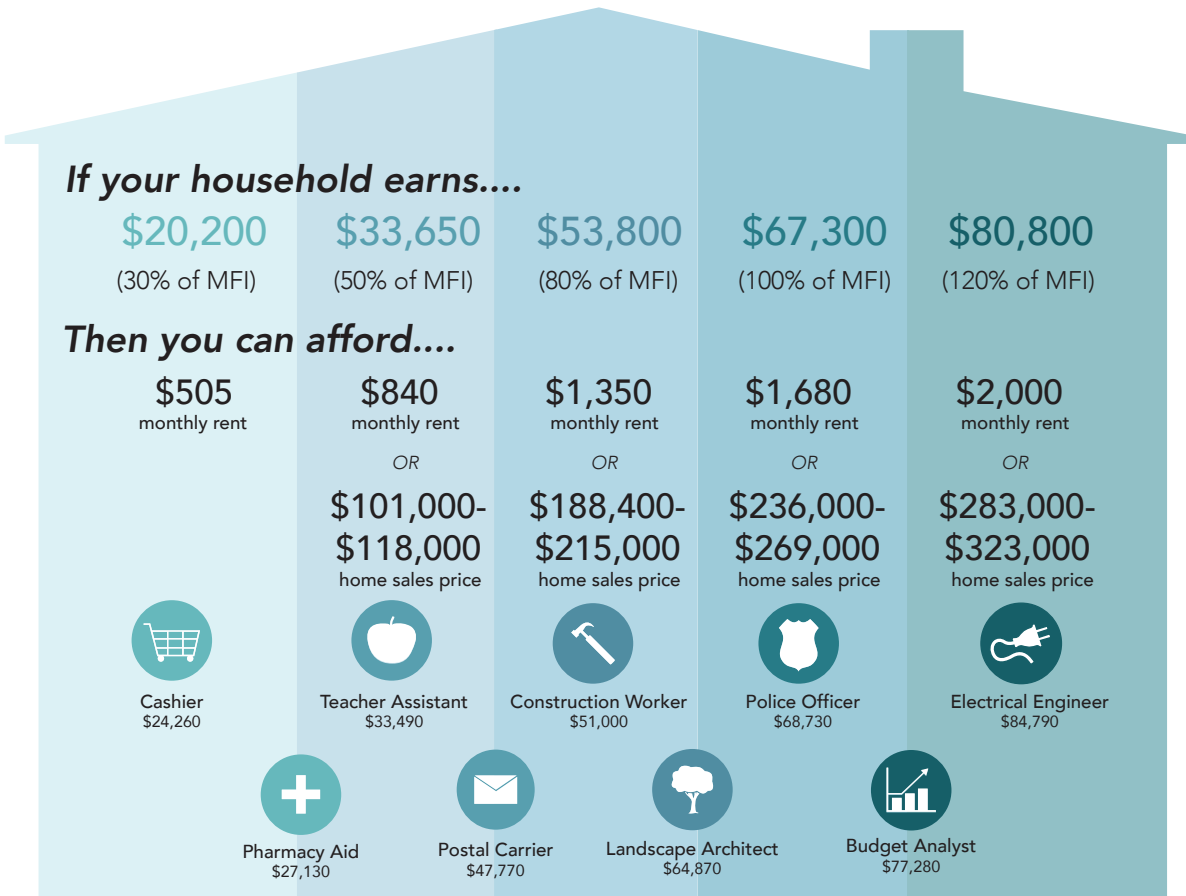 If your household earns....
$20,200
$33,650
$53,800
$67,300
$80,800
(30% of MFI)
(50% of MFI)
(80% of MFI)
(100% of MFI)
(120% of MFI)
Then you can afford....
$505
monthly rent
$840
monthly rent
OR
$101,000-
$118,000
home sales price
$1,350
monthly rent
OR
$188,400-
$215,000
home sales price
$1,680
monthly rent
OR
$236,000-
$269,000
home sales price
$2,000
monthly rent
OR
$283,000-
$323,000
home sales price
Cashier
$24,260
Teacher Assistant
$33,490
Construction Worker
$51,000
Police Officer
$68,730
Electrical Engineer
$84,790
Pharmacy Aid
$27,130
Postal Carrier
$47,770
Landscape Architect
$64,870
Budget Analyst
$77,280